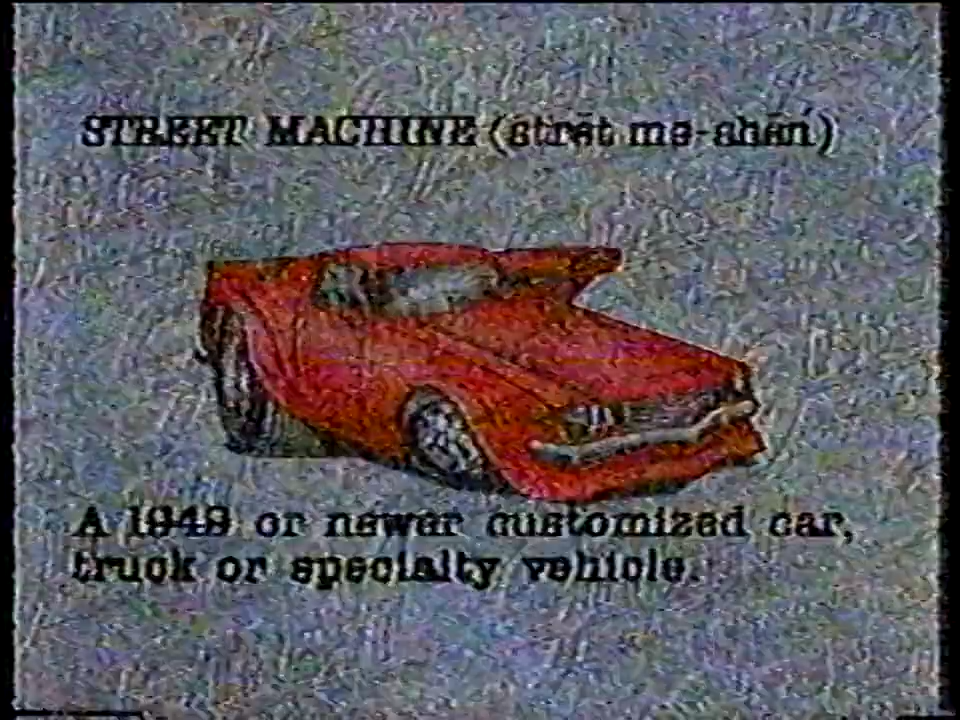 STREET MACHINE (strēt mə-shēn´)
A 1949 or newer customized car,
truck or specialty vehicle.